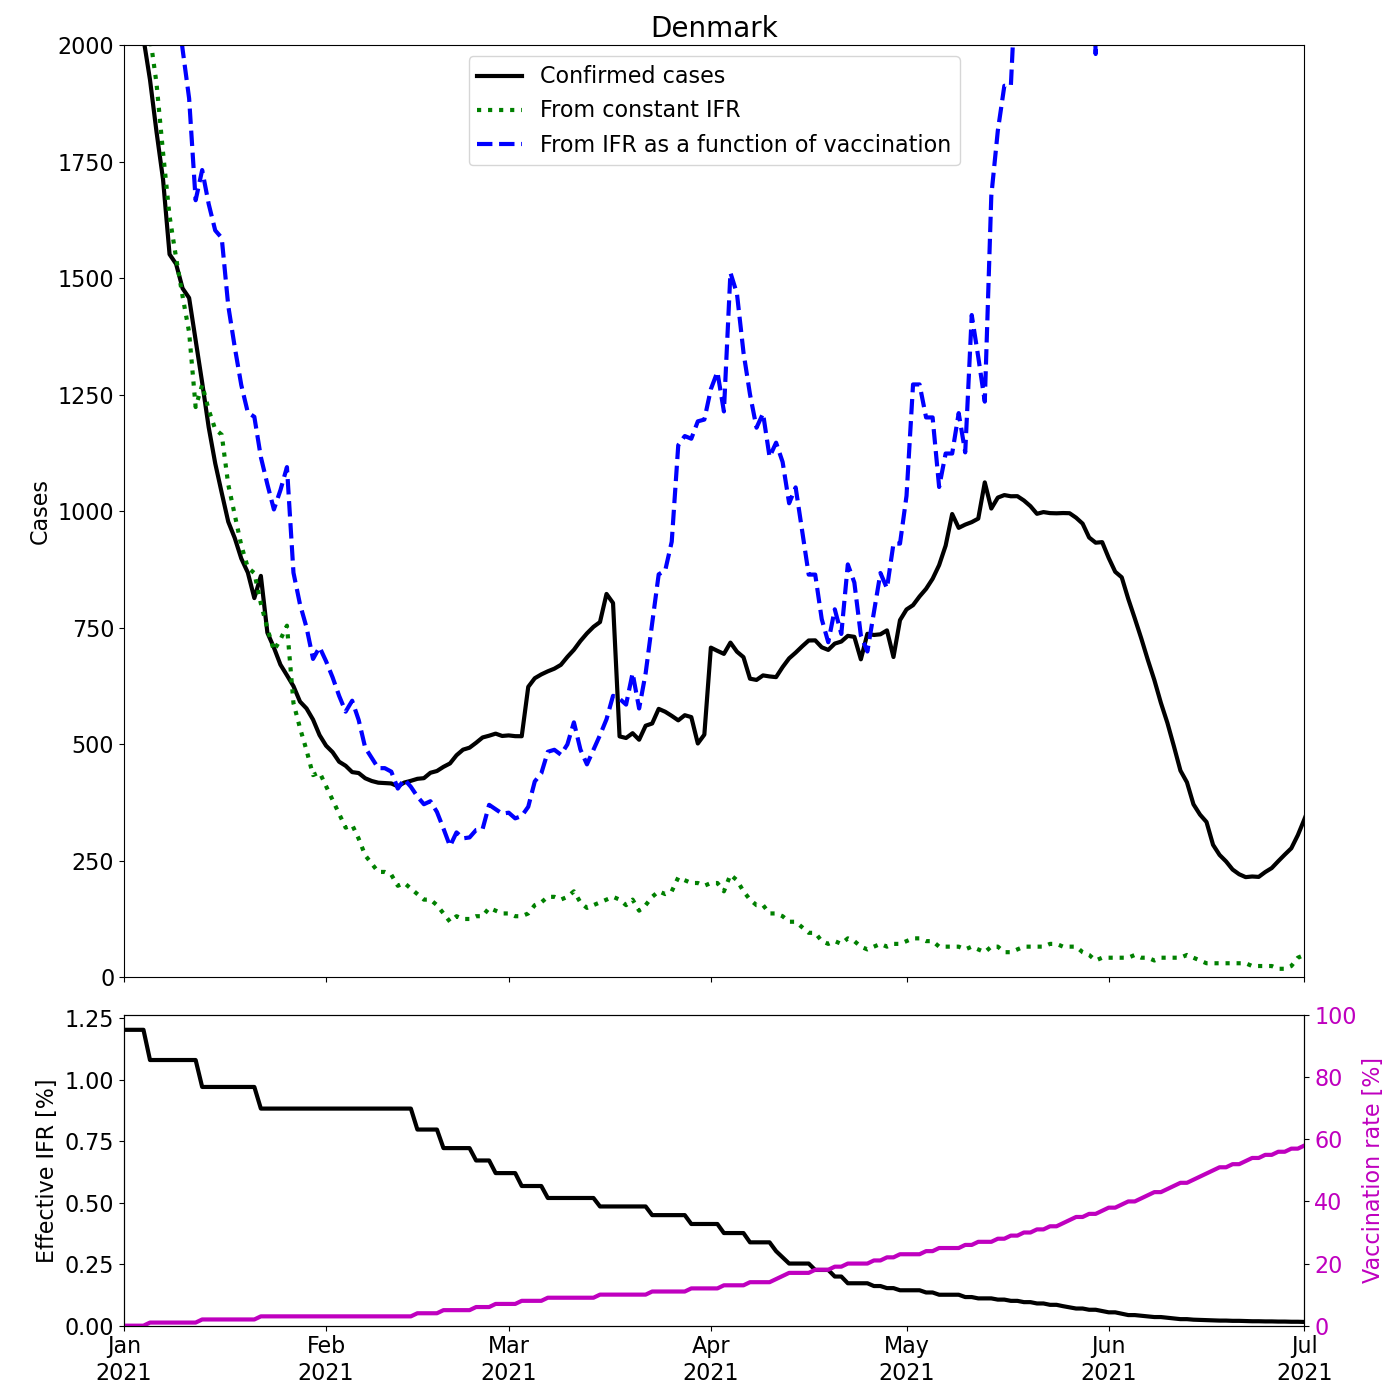 Denmark
Confirmed cases
From constant IFR
From IFR as a function of vaccination
2000
1750
1500
1250
1000
750
500
250
0
Cases
1.25
1.00
0.75
0.50
0.25
0.00
Effective IFR [%]
100
80
60
40
20
0
Vaccination rate [%]
Jan Feb Mar Apr May Jun Jul
2021 2021 2021 2021 2021 2021 2021